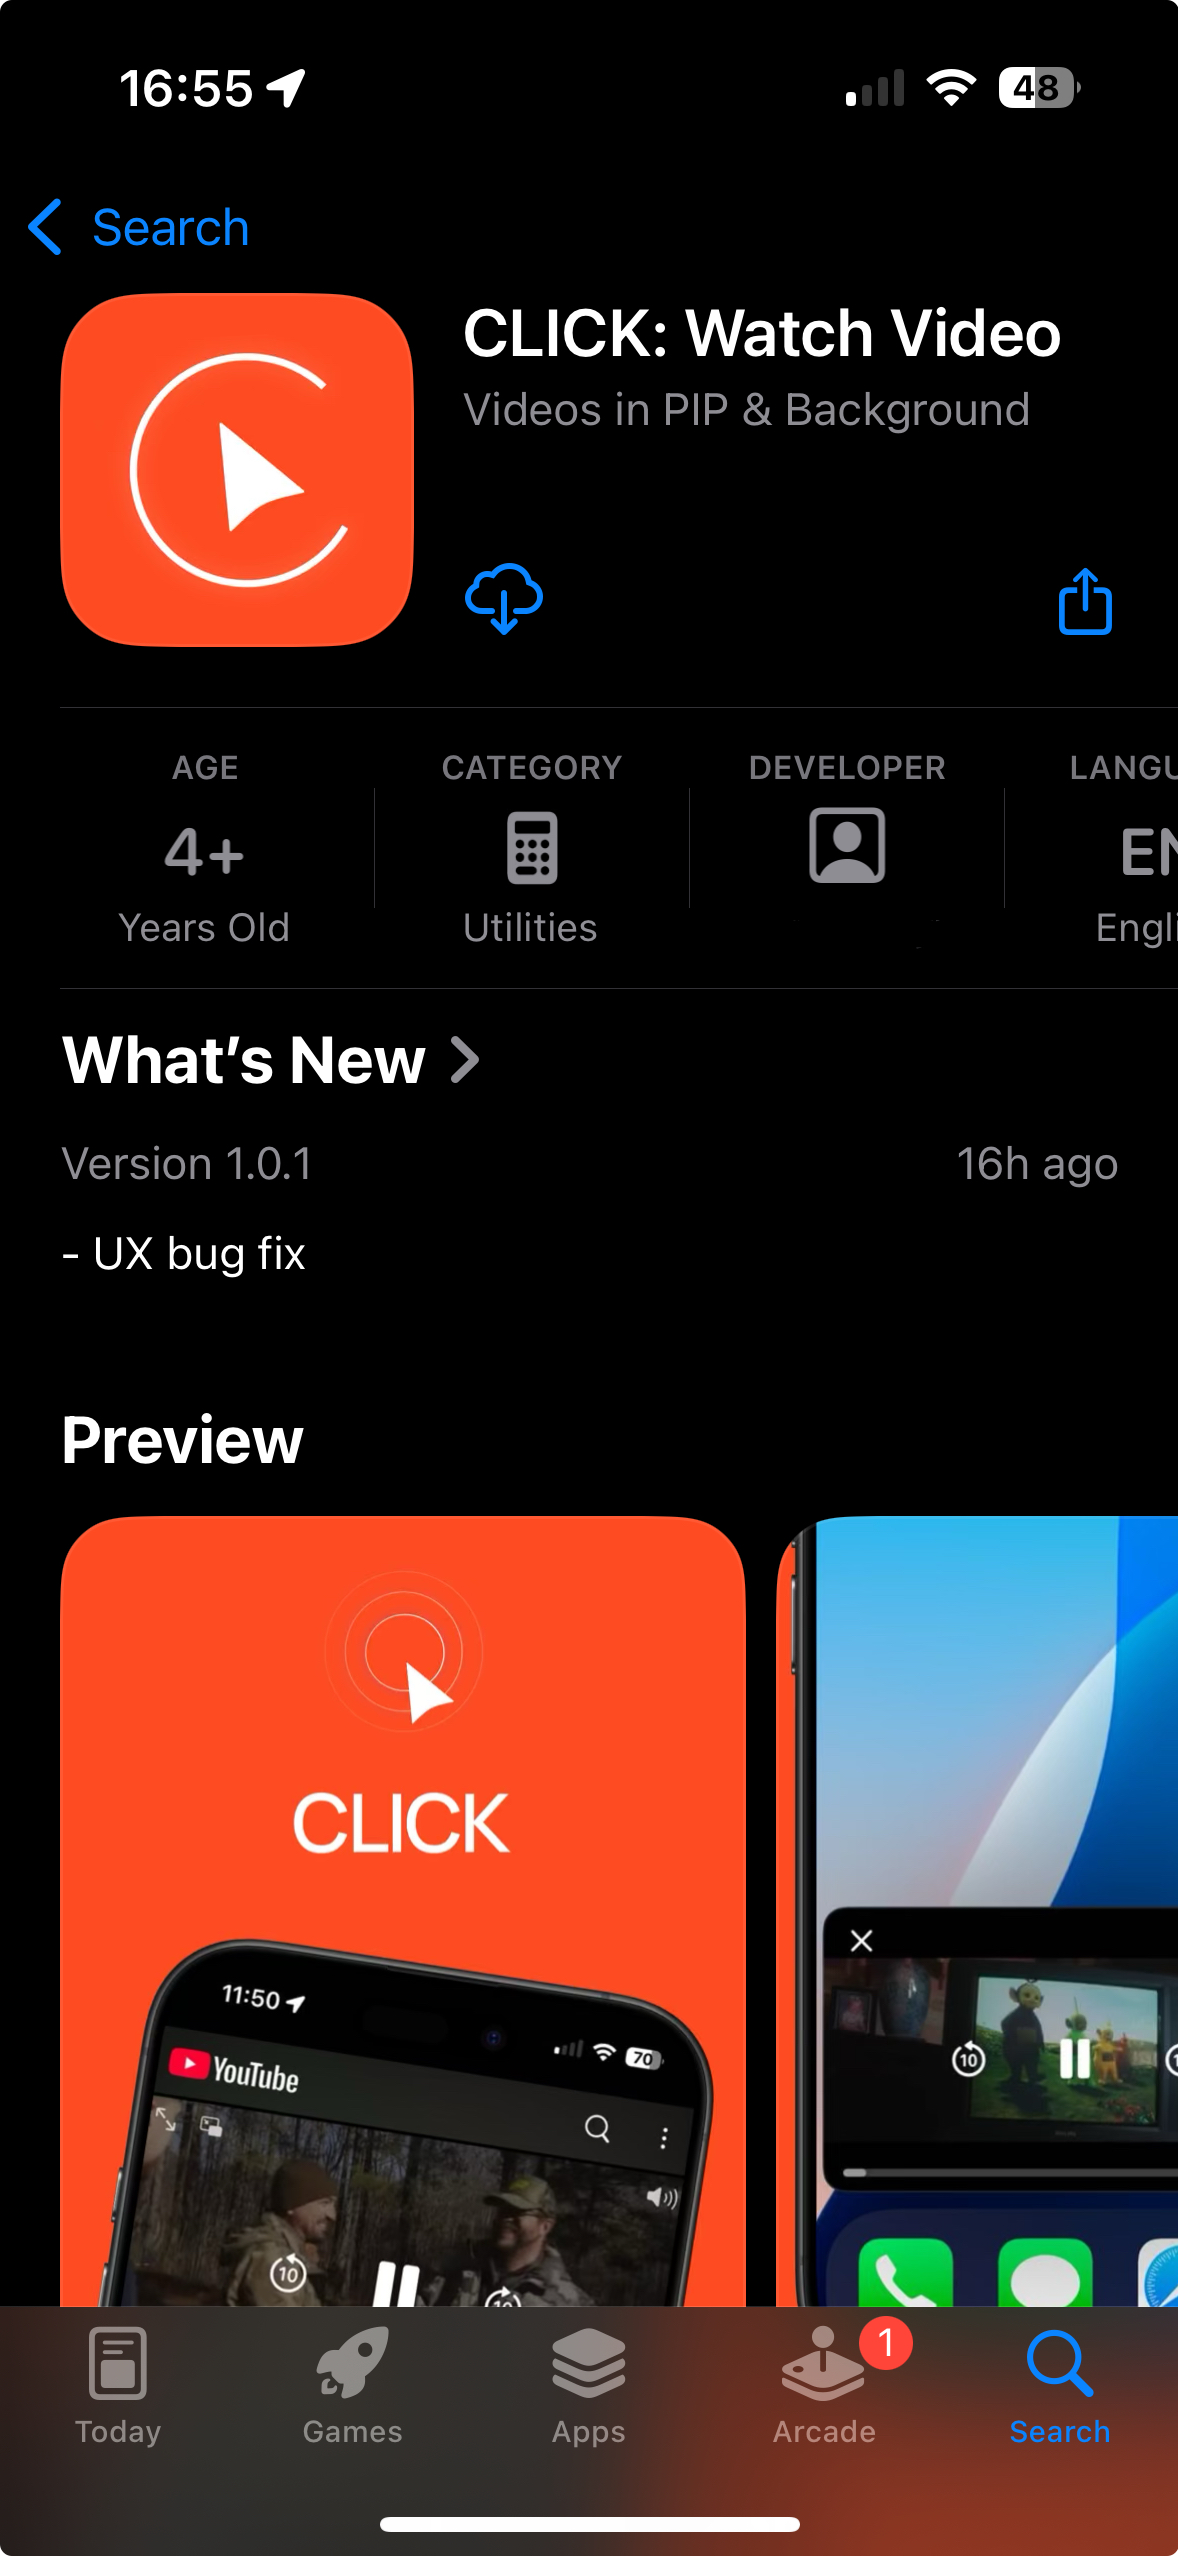 16:55
48
Search
CLICK: Watch Video
Videos in PIP & Background
AGE
4+
Years Old
CATEGORY
Utilities
DEVELOPER
LANGU
EN
Engli
What's New
Version 1.0.1
16h ago
- UX bug fix
Preview
CLICK
11:50
70
YouTube
10
10
10
Today
Games
Apps
Arcade
1
Search